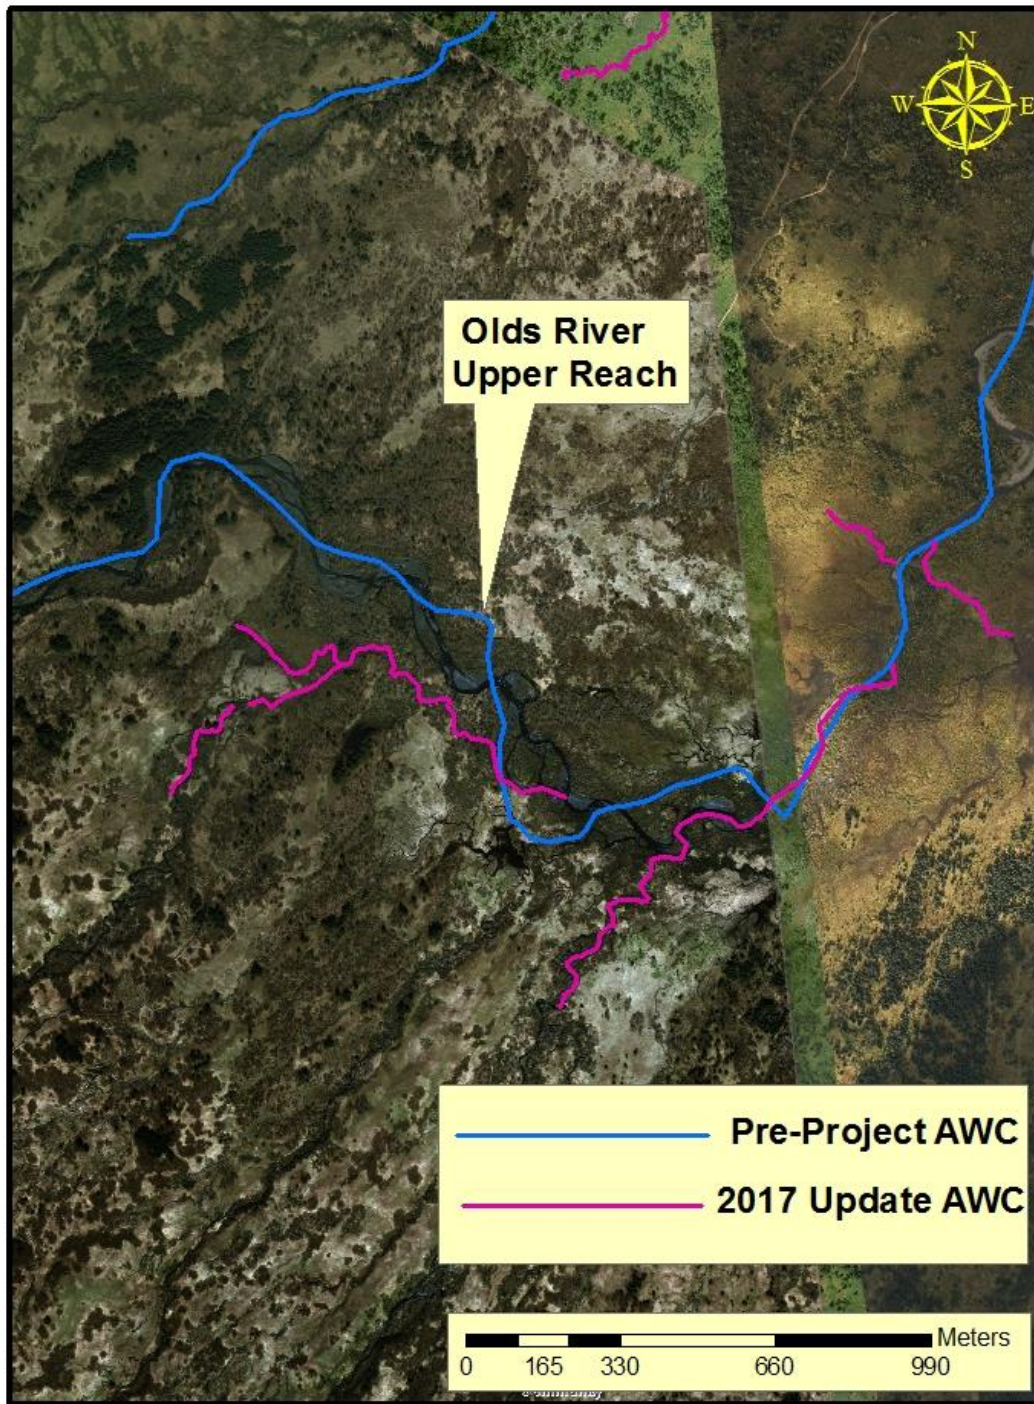 N
W E
S
Olds River
Upper Reach
Pre-Project AWC
2017 Update AWC
Meters
0 165 330 660 990